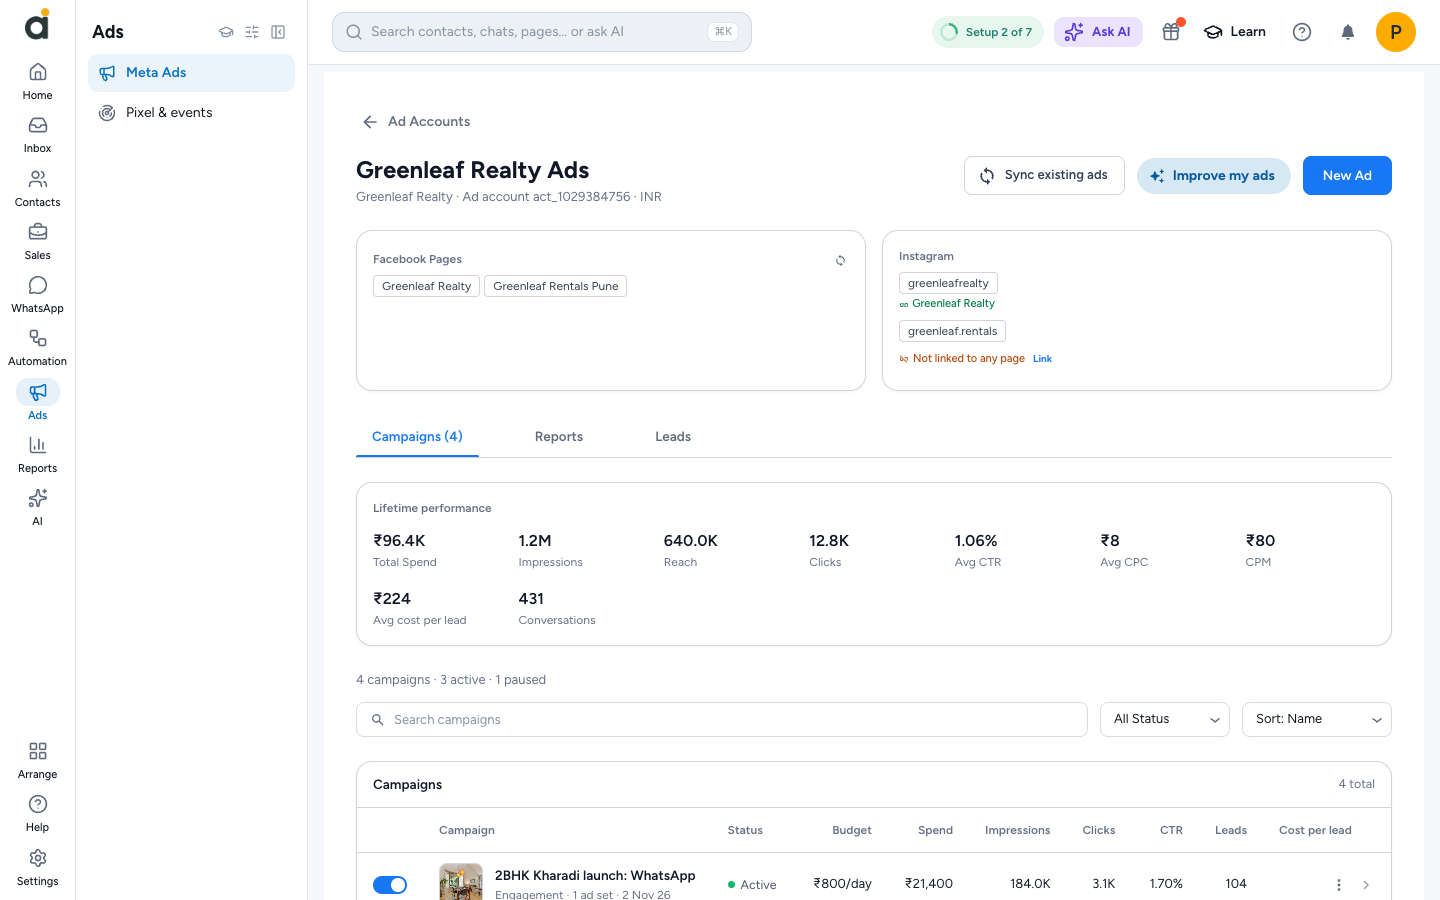 Ads
Search contacts, chats, pages... or ask AI
⌘K
Setup 2 of 7
Ask AI
Learn
P
Home
Inbox
Contacts
Sales
WhatsApp
Automation
Ads
Reports
AI
Arrange
Help
Settings
Meta Ads
Pixel & events
Ad Accounts
Greenleaf Realty Ads
Greenleaf Realty · Ad account act_1029384756 · INR
Sync existing ads
Improve my ads
New Ad
Facebook Pages
Greenleaf Realty
Greenleaf Rentals Pune
Instagram
greenleafrealty
Greenleaf Realty
greenleaf.rentals
Not linked to any page Link
Campaigns (4)
Reports
Leads
Lifetime performance
₹96.4K
Total Spend
1.2M
Impressions
640.0K
Reach
12.8K
Clicks
1.06%
Avg CTR
₹8
Avg CPC
₹80
CPM
₹224
Avg cost per lead
431
Conversations
4 campaigns · 3 active · 1 paused
Search campaigns
All Status
Sort: Name
Campaigns
4 total
Campaign Status Budget Spend Impressions Clicks CTR Leads Cost per lead
2BHK Kharadi launch: WhatsApp
Engagement · 1 ad set · 2 Nov 26
Active ₹800/day ₹21,400 184.0K 3.1K 1.70% 104